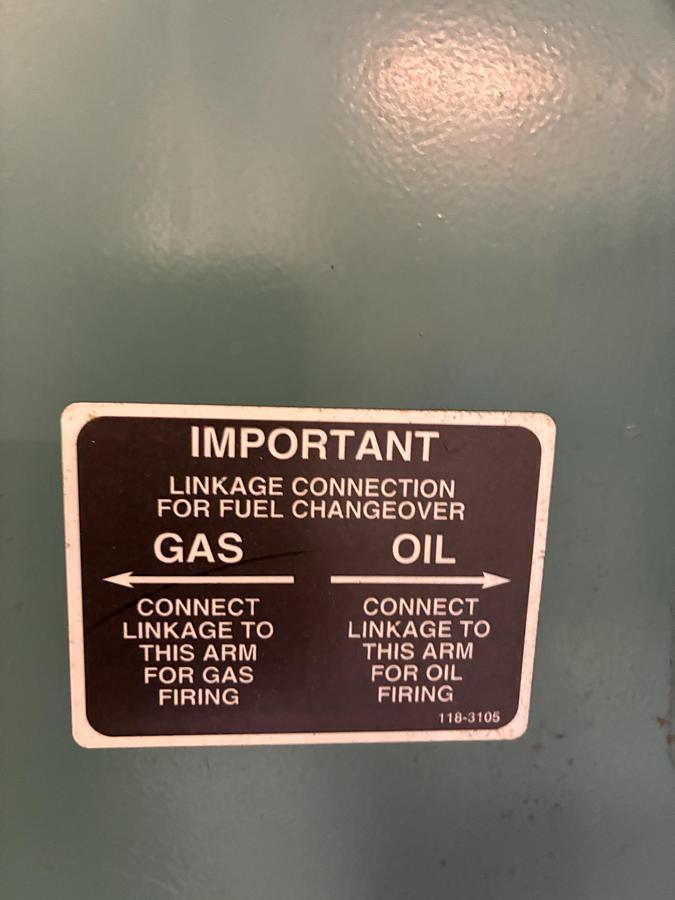 IMPORTANT
LINKAGE CONNECTION
FOR FUEL CHANGEOVER
GAS
CONNECT
LINKAGE TO
THIS ARM
FOR GAS
FIRING
OIL
CONNECT
LINKAGE TO
THIS ARM
FOR OIL
FIRING
118-3105